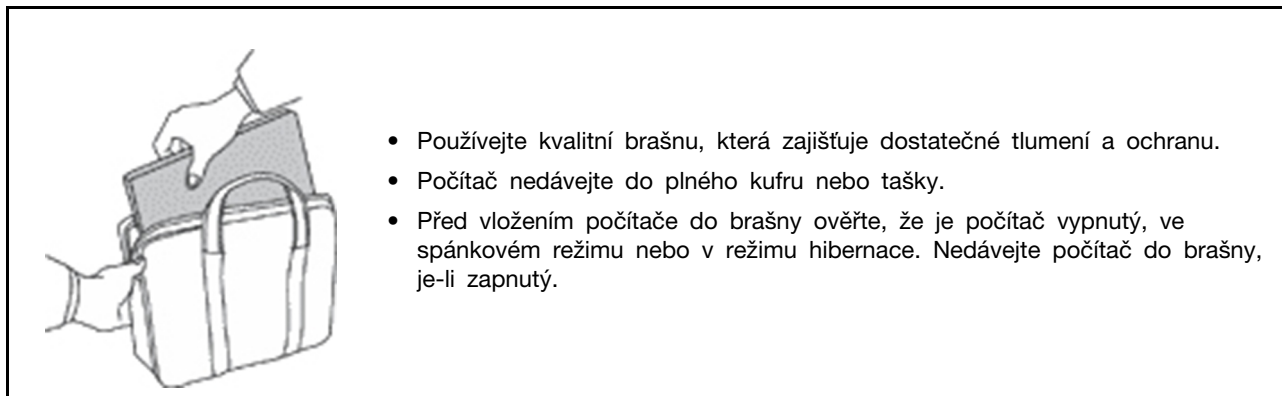 • Používejte kvalitní brašnu, která zajišťuje dostatečné tlumení a ochranu.
• Počítač nedávejte do plného kufru nebo tašky.
• Před vložením počítače do brašny ověřte, že je počítač vypnutý, ve
spánkovém režimu nebo v režimu hibernace. Nedávejte počítač do brašny,
je-li zapnutý.